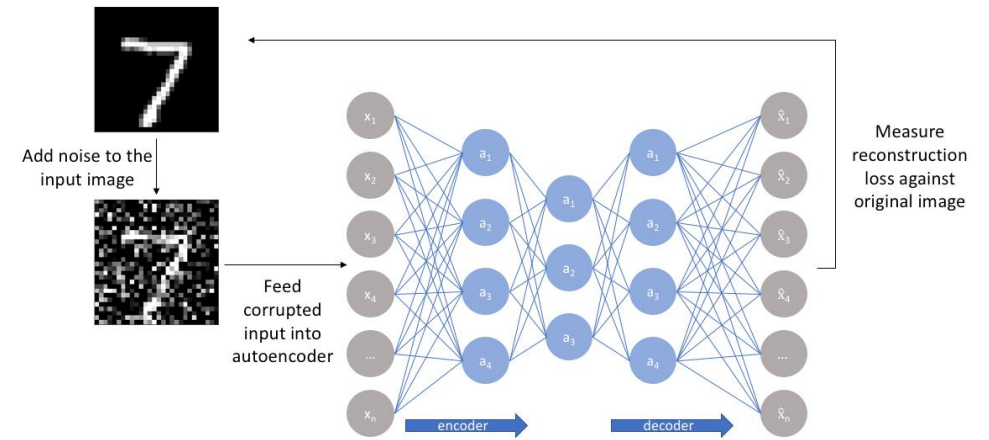 Add noise to the
input image
Feed
corrupted
input into
autoencoder
x₁
x₂
x₃
x₄
...
xₙ
a₁
a₂
a₃
a₄
a₁
a₂
a₃
a₁
a₂
a₃
a₄
x̂₁
x̂₂
x̂₃
x̂₄
...
x̂ₙ
encoder
decoder
Measure
reconstruction
loss against
original image